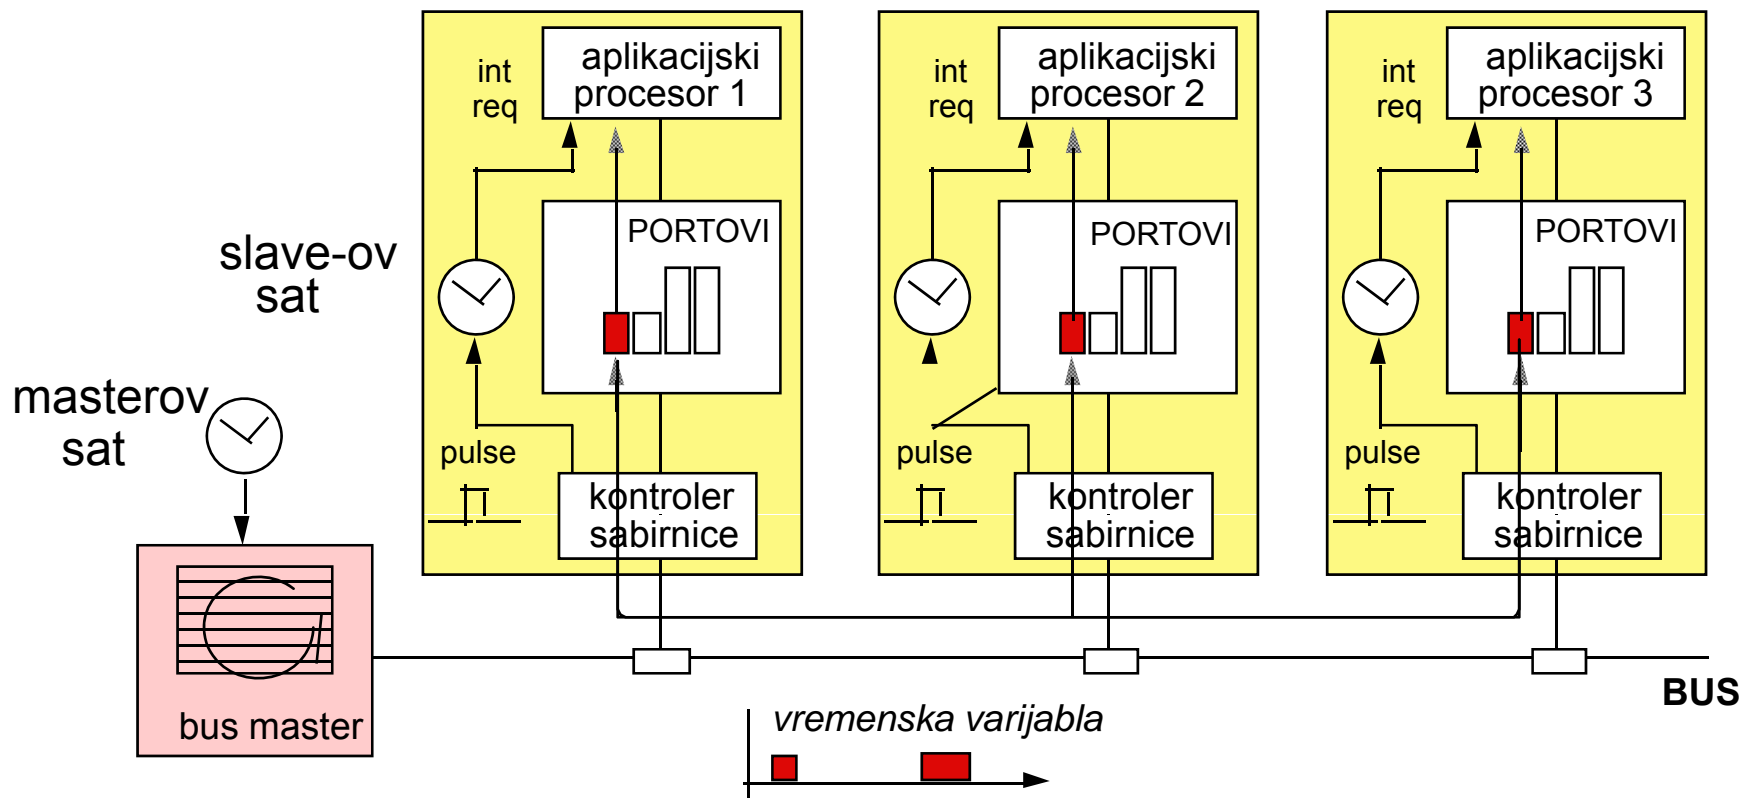 aplikacijski
procesor 1
int
req
PORTOVI
pulse
kontroler
sabirnice
aplikacijski
procesor 2
int
req
PORTOVI
pulse
kontroler
sabirnice
aplikacijski
procesor 3
int
req
PORTOVI
pulse
kontroler
sabirnice
slave-ov
sat
masterov
sat
bus master
BUS
vremenska varijabla